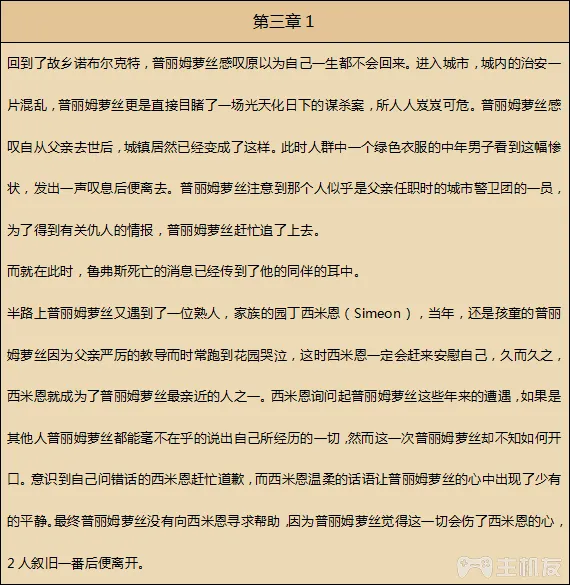 第三章 1
回到了故乡诺布尔克特，普丽姆萝丝感叹原以为自己一生都不会回来。进入城市，城内的治安一
片混乱，普丽姆萝丝更是直接目睹了一场光天化日下的谋杀案，所人人岌岌可危。普丽姆萝丝感
叹自从父亲去世后，城镇居然已经变成了这样。此时人群中一个绿色衣服的中年男子看到这幅惨
状，发出一声叹息后便离去。普丽姆萝丝注意到那个人似乎是父亲任职时的城市警卫团的一员，
为了得到有关仇人的情报，普丽姆萝丝赶忙追了上去。
而就在此时，鲁弗斯死亡的消息已经传到了他的同伴的耳中。
半路上普丽姆萝丝又遇到了一位熟人，家族的园丁西米恩（Simeon），当年，还是孩童的普丽
姆萝丝因为父亲严厉的教导而时常跑到花园哭泣，这时西米恩一定会赶来安慰自己，久而久之，
西米恩就成为了普丽姆萝丝最亲近的人之一。西米恩询问起普丽姆萝丝这些年来的遭遇，如果是
其他人普丽姆萝丝都能毫不在乎的说出自己所经历的一切，然而这一次普丽姆萝丝却不知如何开
口。意识到自己问错话的西米恩赶忙道歉，而西米恩温柔的话语让普丽姆萝丝的心中出现了少有
的平静。最终普丽姆萝丝没有向西米恩寻求帮助，因为普丽姆萝丝觉得这一切会伤了西米恩的心，
2 人叙旧一番后便离开。
主机友